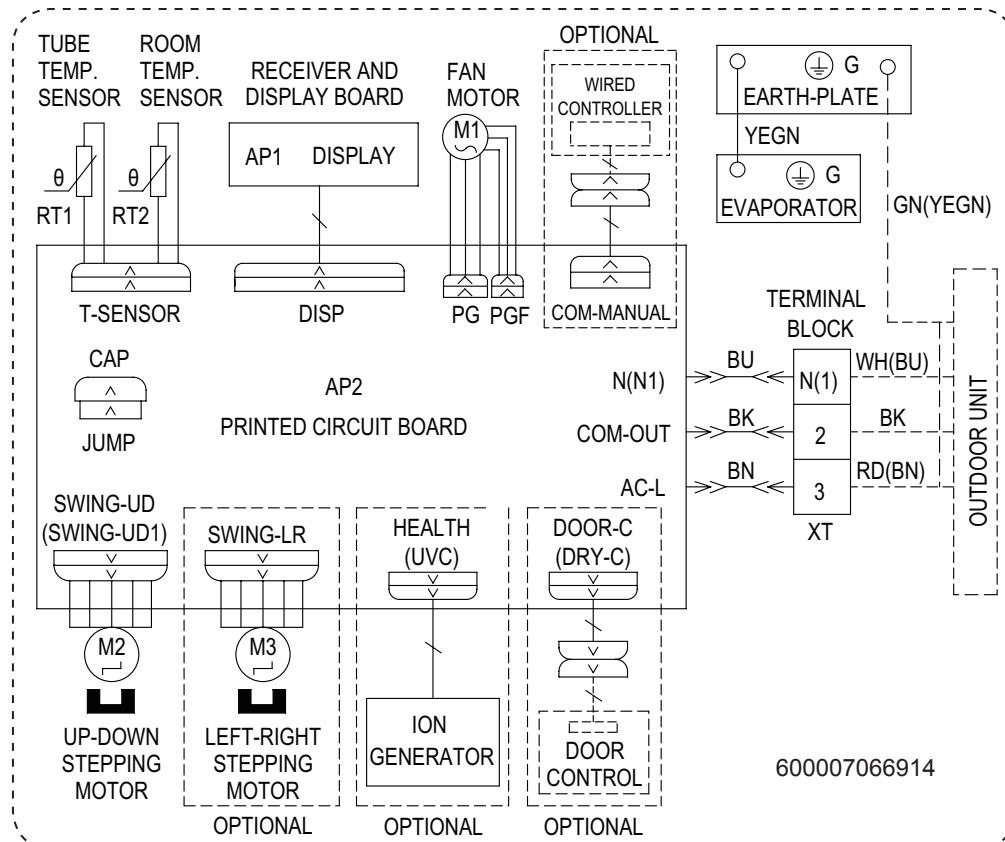 TUBE
TEMP.
SENSOR
ROOM
TEMP.
SENSOR
RECEIVER AND
DISPLAY BOARD
FAN
MOTOR
OPTIONAL
WIRED
CONTROLLER
G
EARTH-PLATE
YEGN
G
EVAPORATOR
GN(YEGN)
AP1 DISPLAY
M1
θ
RT1
θ
RT2
T-SENSOR
DISP
PG
PGF
COM-MANUAL
TERMINAL
BLOCK
CAP
JUMP
AP2
PRINTED CIRCUIT BOARD
N(N1)
BU
N(1)
WH(BU)
COM-OUT
BK
2
BK
AC-L
BN
3
RD(BN)
XT
OUTDOOR UNIT
SWING-UD
(SWING-UD1)
SWING-LR
HEALTH
(UVC)
DOOR-C
(DRY-C)
M2
M3
UP-DOWN
STEPPING
MOTOR
LEFT-RIGHT
STEPPING
MOTOR
ION
GENERATOR
DOOR
CONTROL
OPTIONAL
OPTIONAL
OPTIONAL
600007066914